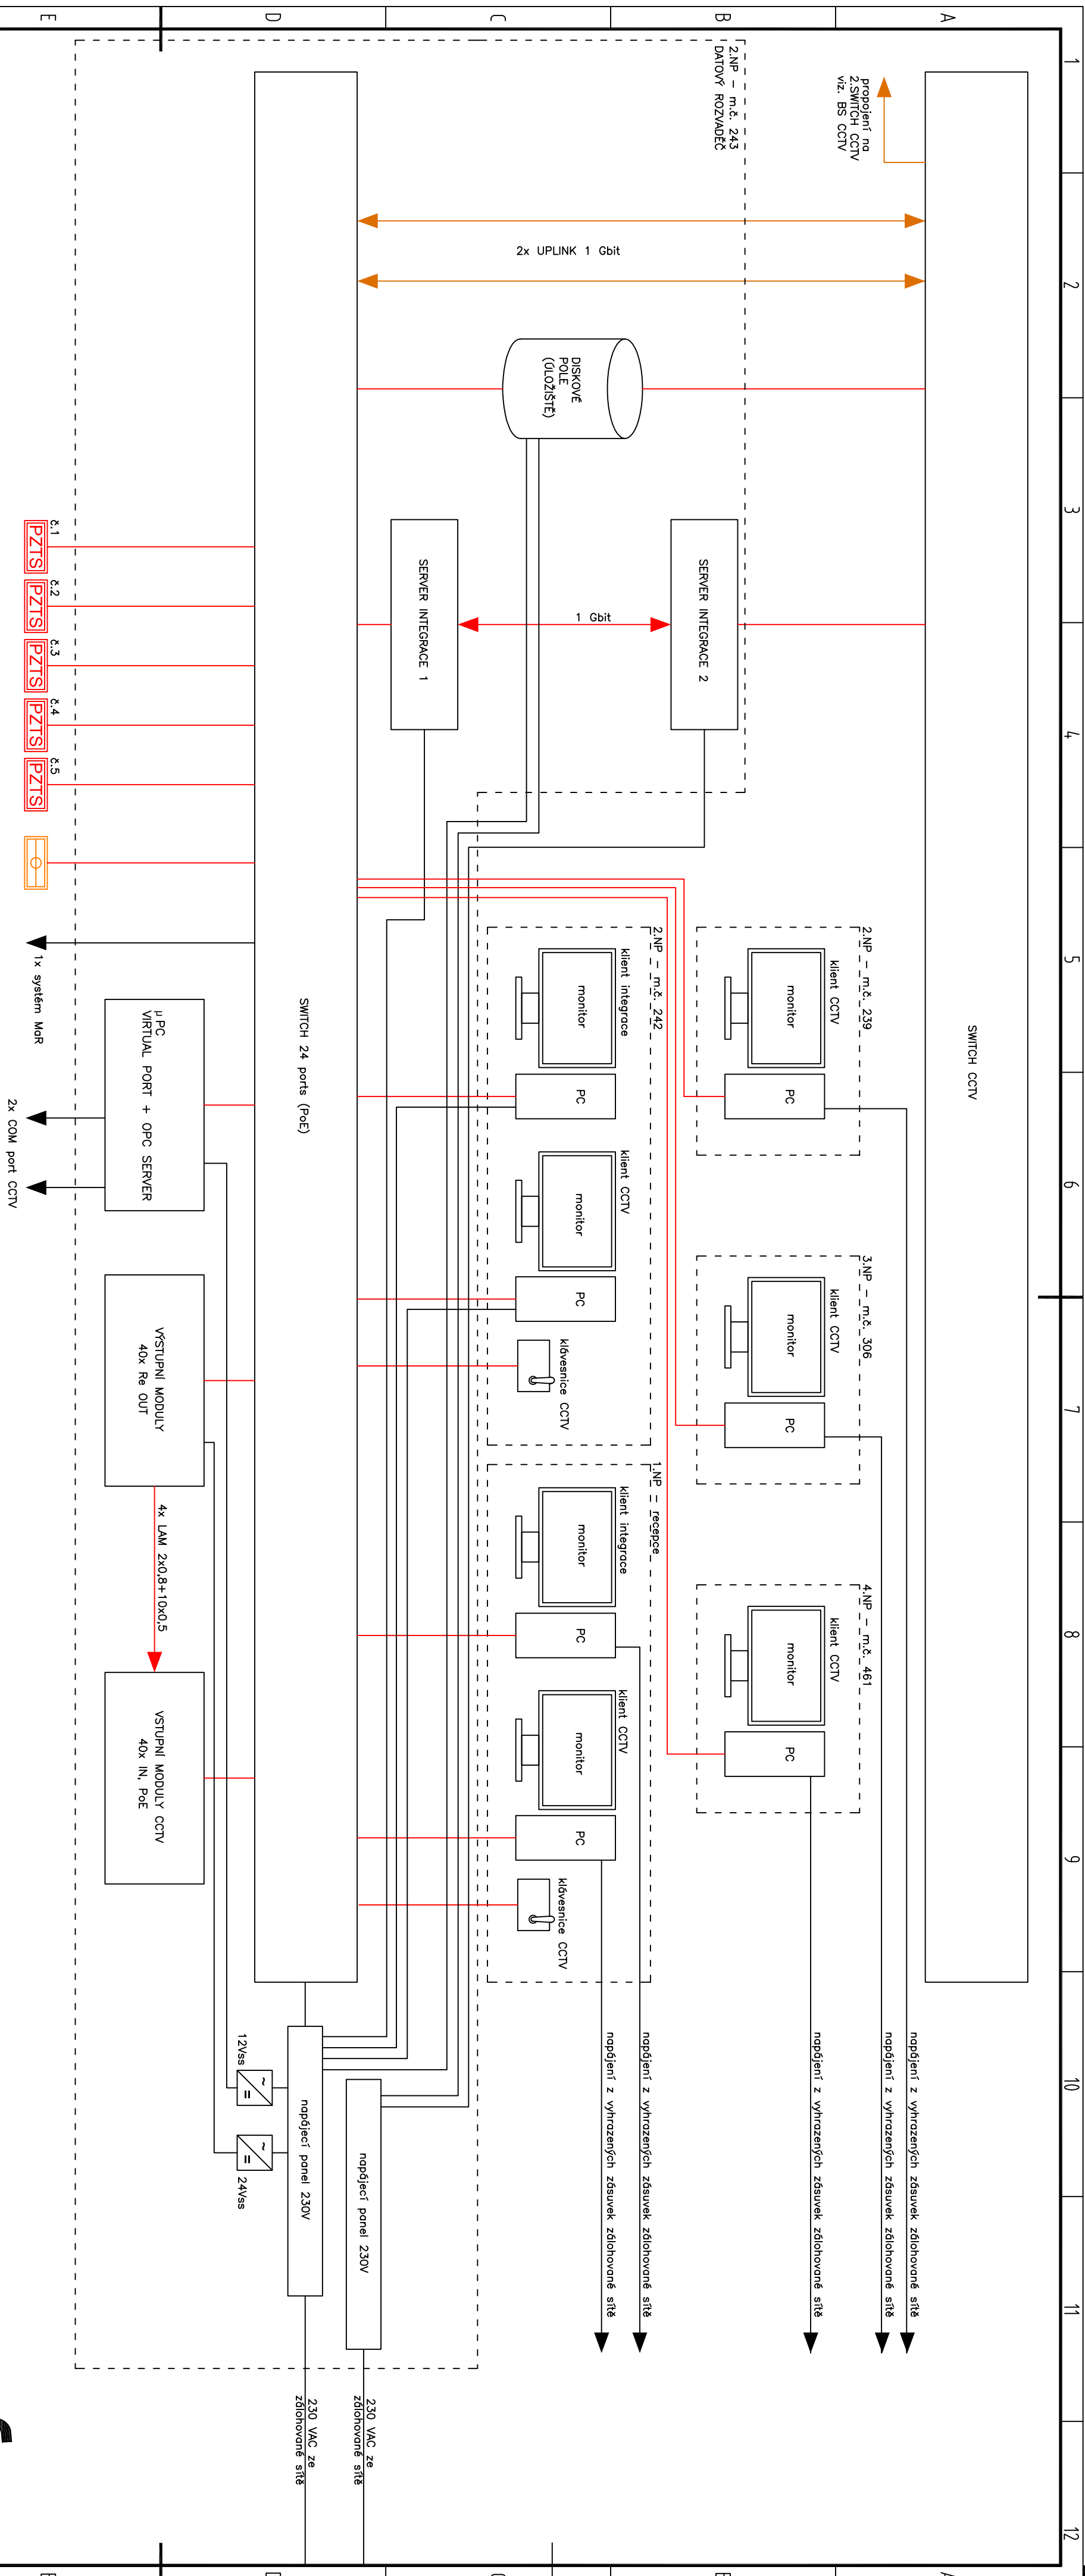 1
2
3
4
5
6
7
8
9
10
11
12
A
B
C
D
E
SWITCH CCTV
propojení na
2.SWITCH CCTV
viz. BS CCTV
2.NP - m.č. 243
DATOVÝ ROZVADĚČ
2x UPLINK 1 Gbit
DISKOVÉ
POLE
(ÚLOŽIŠTĚ)
SERVER INTEGRACE 2
1 Gbit
SERVER INTEGRACE 1
2.NP - m.č. 239
klient CCTV
monitor
PC
3.NP - m.č. 306
klient CCTV
monitor
PC
4.NP - m.č. 461
klient CCTV
monitor
PC
2.NP - m.č. 242
klient integrace
monitor
PC
klient CCTV
monitor
PC
klávesnice CCTV
1.NP - recepce
klient integrace
monitor
PC
klient CCTV
monitor
PC
klávesnice CCTV
napájení z vyhrazených zásuvek zálohované sítě
napájení z vyhrazených zásuvek zálohované sítě
napájení z vyhrazených zásuvek zálohované sítě
napájení z vyhrazených zásuvek zálohované sítě
napájení z vyhrazených zásuvek zálohované sítě
SWITCH 24 ports (PoE)
napájecí panel 230V
230 VAC ze
zálohované sítě
napájecí panel 230V
230 VAC ze
zálohované sítě
12Vss
~
=
24Vss
~
=
μPC
VIRTUAL PORT + OPC SERVER
VÝSTUPNÍ MODULY
40x Re OUT
4x LAM 2x0,8+10x0,5
VSTUPNÍ MODULY CCTV
40x IN, PoE
č.1
PZTS
č.2
PZTS
č.3
PZTS
č.4
PZTS
č.5
PZTS
1x systém MaR
2x COM port CCTV